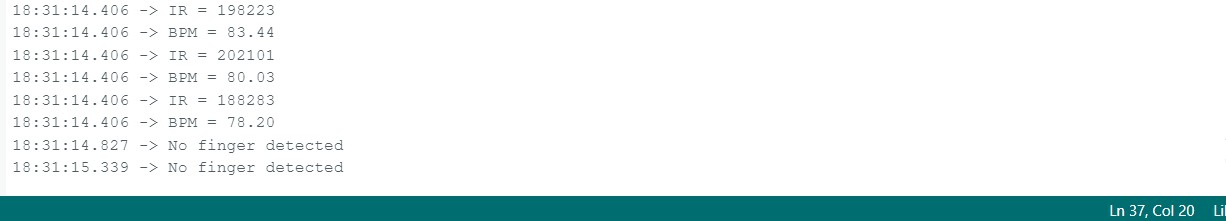 18:31:14.406 -> IR = 198223
18:31:14.406 -> BPM = 83.44
18:31:14.406 -> IR = 202101
18:31:14.406 -> BPM = 80.03
18:31:14.406 -> IR = 188283
18:31:14.406 -> BPM = 78.20
18:31:14.827 -> No finger detected
18:31:15.339 -> No finger detected
Ln 37, Col 20